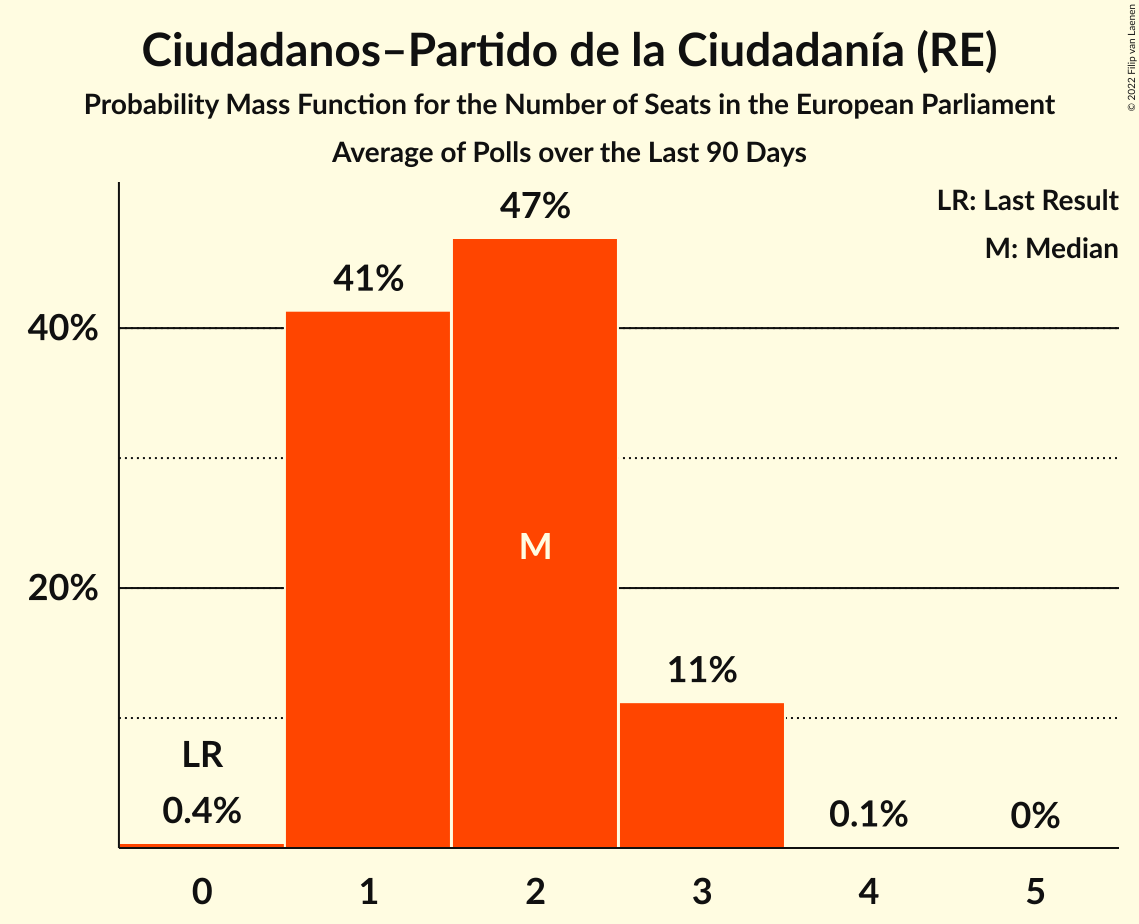 Ciudadanos–Partido de la Ciudadanía (RE)
Probability Mass Function for the Number of Seats in the European Parliament
Average of Polls over the Last 90 Days
© 2022 Filip van Laenen
LR: Last Result
M: Median
47%
41%
40%
M
20%
11%
LR
0.4%
0.1%
0%
0 1 2 3 4 5